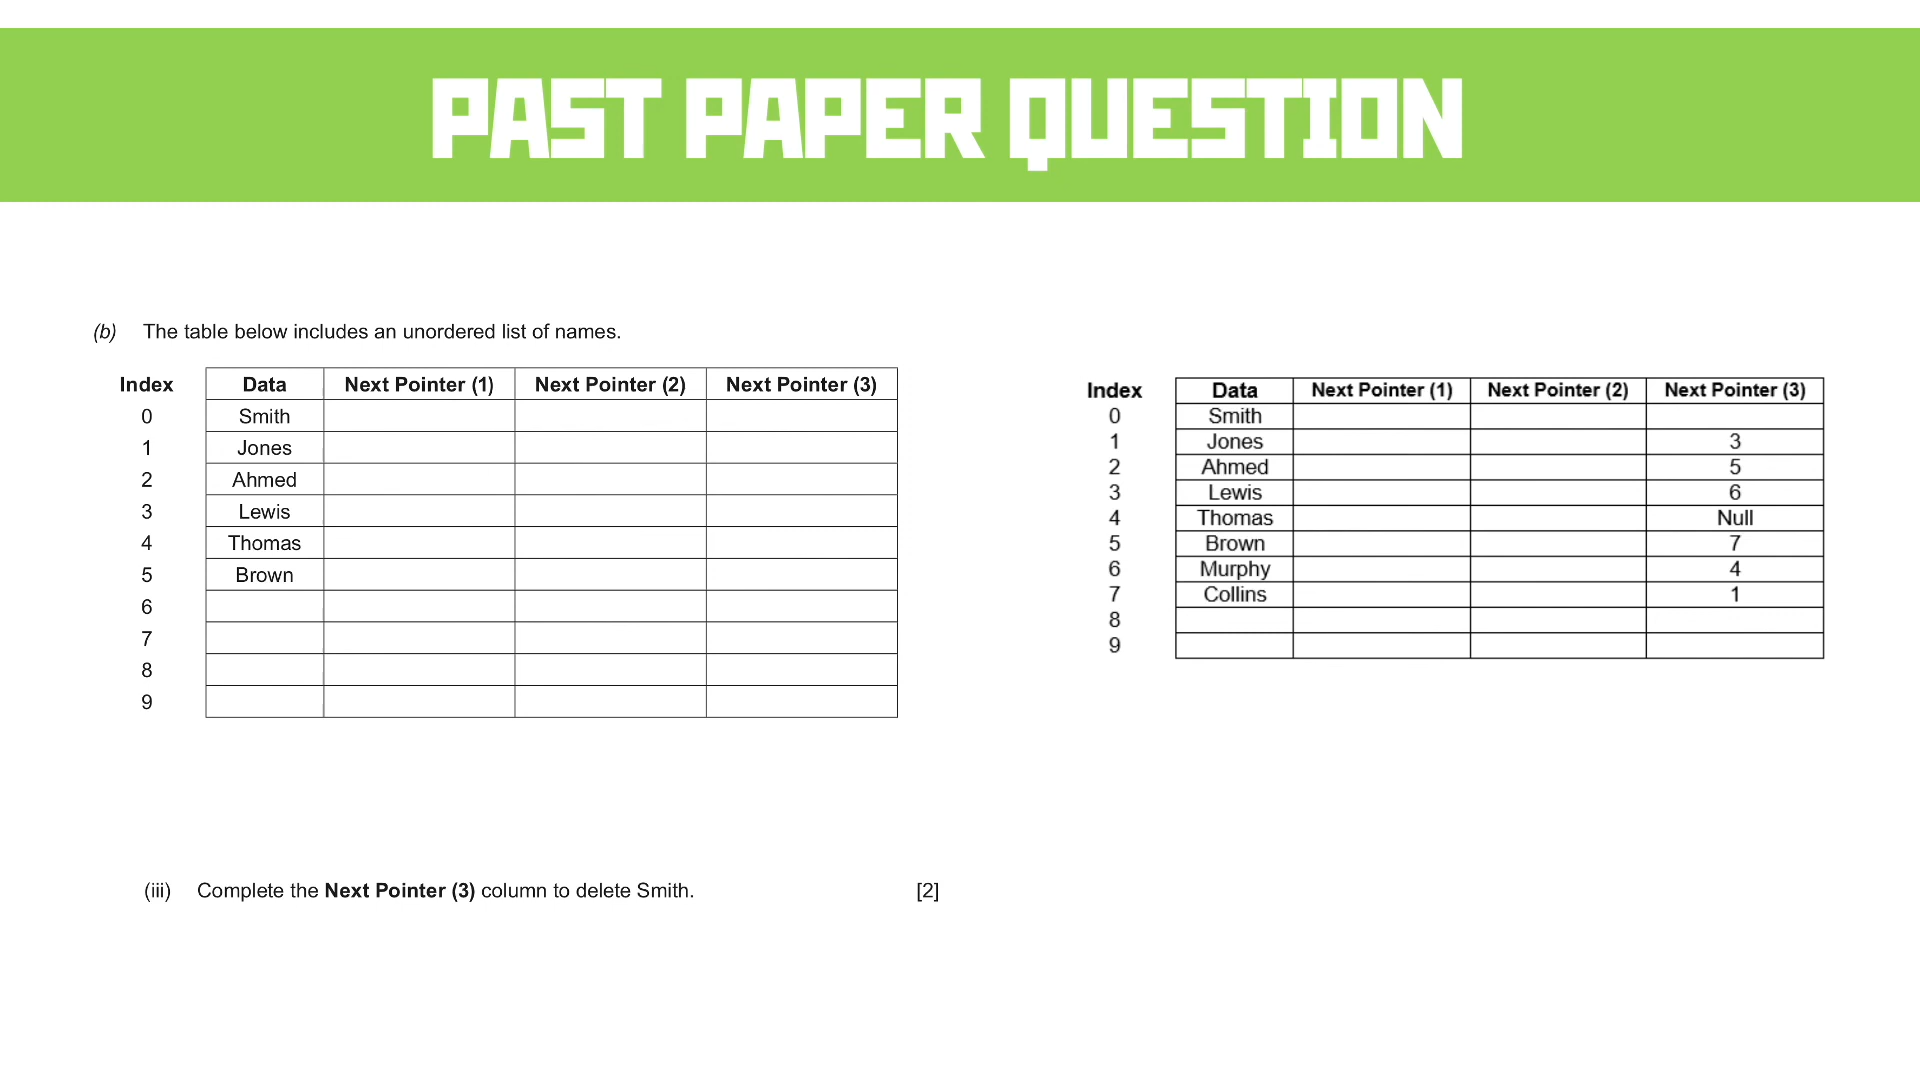 PAST PAPER QUESTION
(b) The table below includes an unordered list of names.
Index Data Next Pointer (1) Next Pointer (2) Next Pointer (3)
0 Smith
1 Jones
2 Ahmed
3 Lewis
4 Thomas
5 Brown
6
7
8
9
Index Data Next Pointer (1) Next Pointer (2) Next Pointer (3)
0 Smith
1 Jones 3
2 Ahmed 5
3 Lewis 6
4 Thomas Null
5 Brown 7
6 Murphy 4
7 Collins 1
8
9
(iii) Complete the Next Pointer (3) column to delete Smith. [2]